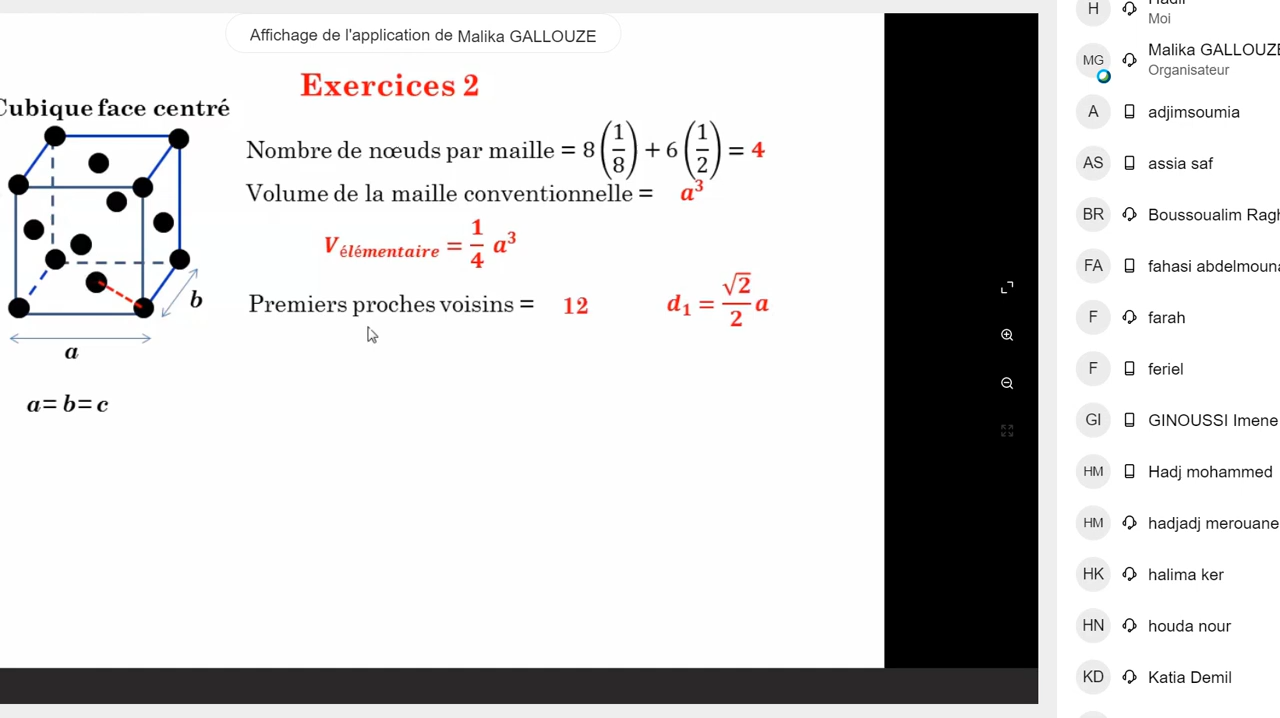 Affichage de l'application de Malika GALLOUZE
Exercices 2
Cubique face centré
Nombre de nœuds par maille = 8 (1/8) + 6 (1/2) = 4
Volume de la maille conventionnelle = a³
V élémentaire = 1/4 a³
Premiers proches voisins = 12
d₁ = √2/2 a
b
a
a= b= c
H
Moi
MG Malika GALLOUZE
Organisateur
A adjimsoumia
AS assia saf
BR Boussoualim
FA fahasi
F farah
F feriel
GI GINOUSSI Imene
HM Hadj mohammed
HM hadjadj merouane
HK halima ker
HN houda nour
KD Katia Demil